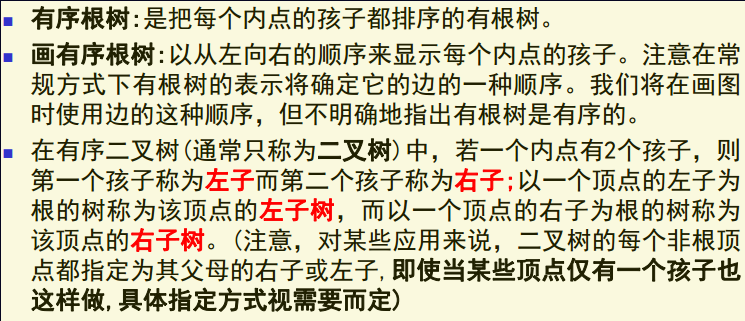 有序根树:是把每个内点的孩子都排序的有根树。
画有序根树:以从左向右的顺序来显示每个内点的孩子。注意在常
规方式下有根树的表示将确定它的边的一种顺序。我们将在画图
时使用边的这种顺序，但不明确地指出有根树是有序的。
在有序二叉树(通常只称为二叉树)中，若一个内点有2个孩子，则
第一个孩子称为左子而第二个孩子称为右子;以一个顶点的左子为
根的树称为该顶点的左子树，而以一个顶点的右子为根的树称为
该顶点的右子树。(注意，对某些应用来说，二叉树的每个非根顶
点都指定为其父母的右子或左子,即使当某些顶点仅有一个孩子也
这样做,具体指定方式视需要而定)